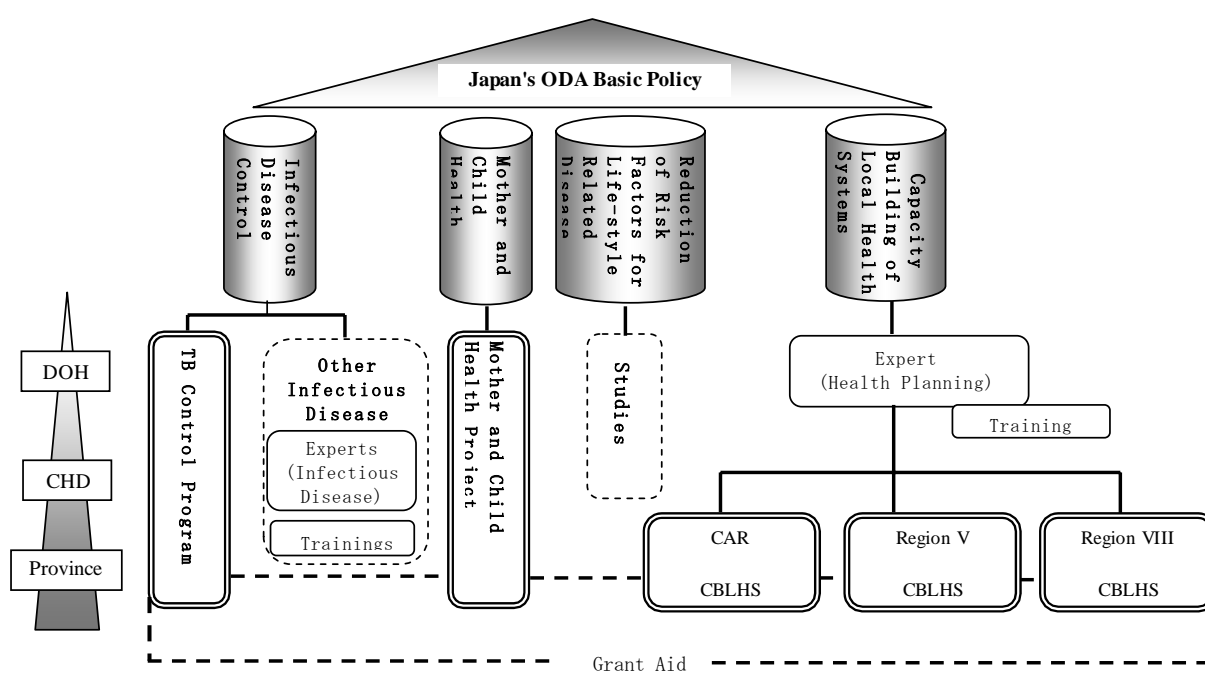 Japan's ODA Basic Policy
Infectious
Disease
Control
Mother and
Child
Health
Reduction
of Risk
Factors for
Life-style
Related
Disease
Capacity
Building of
Local Health
Systems
DOH
CHD
Province
TB Control Program
Other
Infectious
Disease
Experts
(Infectious
Disease)
Trainings
Mother and Child
Health Project
Studies
Expert
(Health Planning)
Training
CAR
CBLHS
Region V
CBLHS
Region VIII
CBLHS
Grant Aid